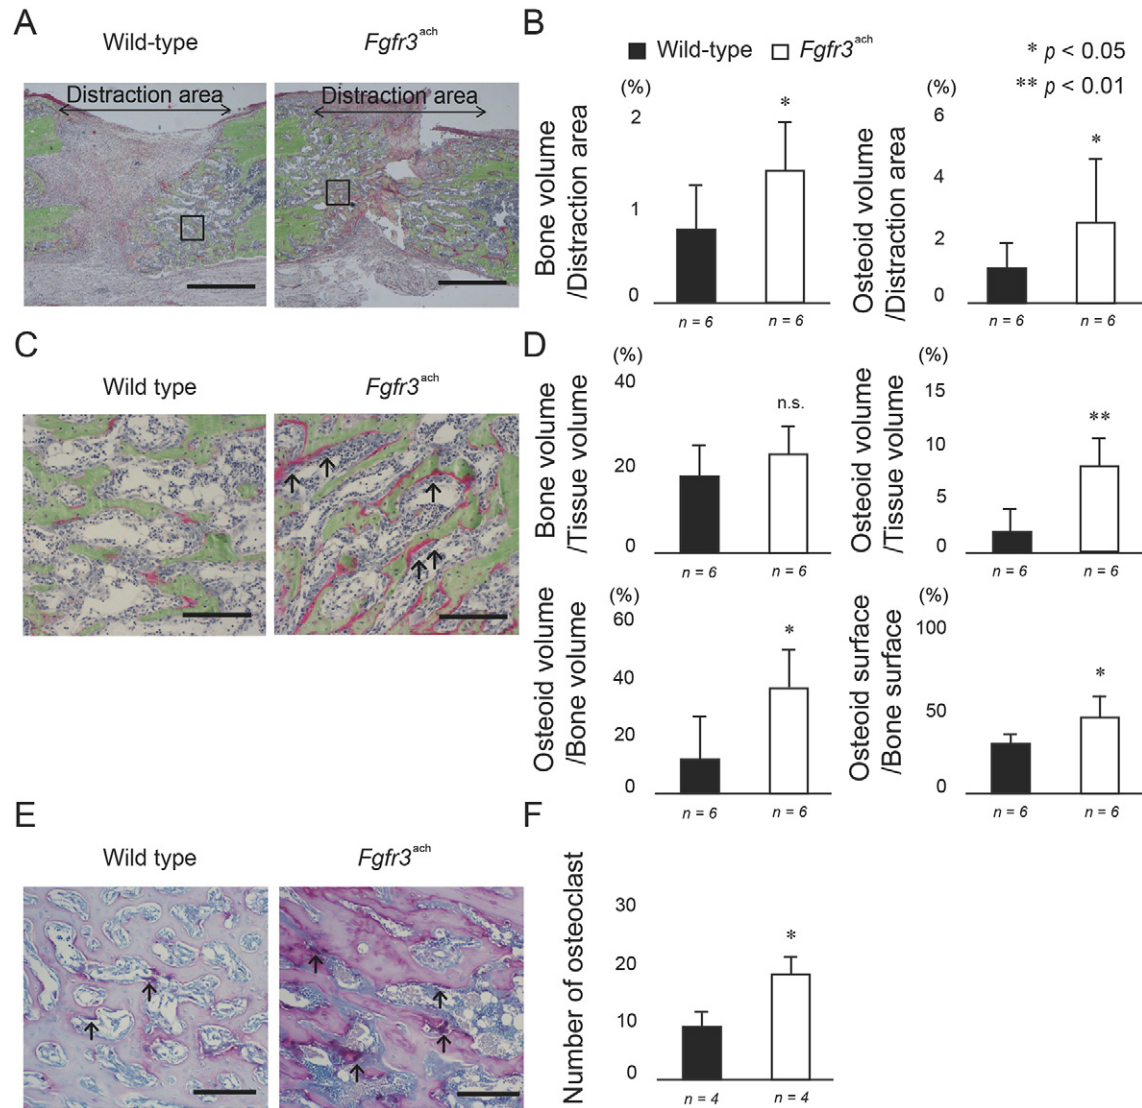 A
Wild-type
Fgfr3ach
Distraction area
Distraction area
B
Wild-type
Fgfr3ach
* p < 0.05
** p < 0.01
Bone volume
/Distraction area
(%)
2
1
0
*
n = 6
n = 6
Osteoid volume
/Distraction area
(%)
6
4
2
0
*
n = 6
n = 6
C
Wild type
Fgfr3ach
D
Bone volume
/Tissue volume
(%)
40
20
0
n.s.
n = 6
n = 6
Osteoid volume
/Tissue volume
(%)
15
10
5
0
**
n = 6
n = 6
Osteoid volume
/Bone volume
(%)
60
40
20
0
*
n = 6
n = 6
Osteoid surface
/Bone surface
(%)
100
50
0
*
n = 6
n = 6
E
Wild type
Fgfr3ach
F
Number of osteoclast
30
20
10
0
*
n = 4
n = 4